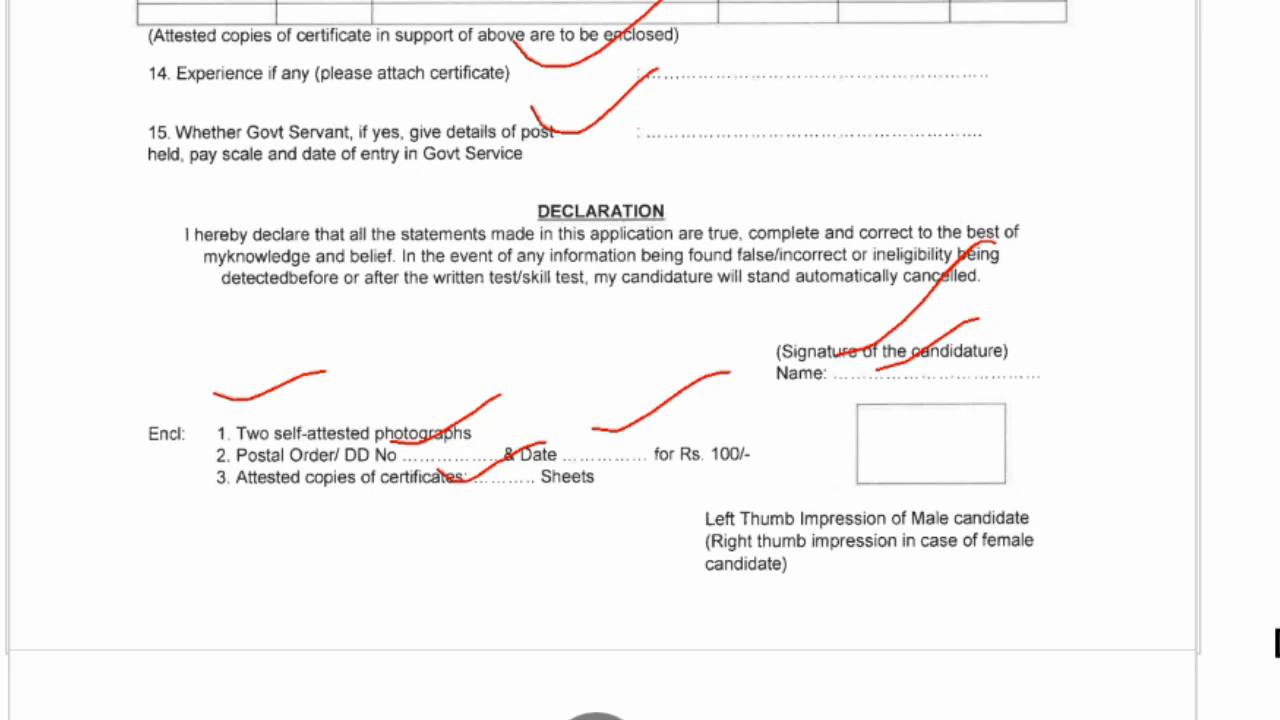 (Attested copies of certificate in support of above are to be enclosed)
14. Experience if any (please attach certificate) : ................................................................
15. Whether Govt Servant, if yes, give details of post : ................................................................
held, pay scale and date of entry in Govt Service
DECLARATION
I hereby declare that all the statements made in this application are true, complete and correct to the best of
myknowledge and belief. In the event of any information being found false/incorrect or ineligibility being
detectedbefore or after the written test/skill test, my candidature will stand automatically cancelled.
(Signature of the candidature)
Name: ........................................
Encl: 1. Two self-attested photographs
2. Postal Order/ DD No .................. & Date ............... for Rs. 100/-
3. Attested copies of certificates: ........... Sheets
Left Thumb Impression of Male candidate
(Right thumb impression in case of female
candidate)